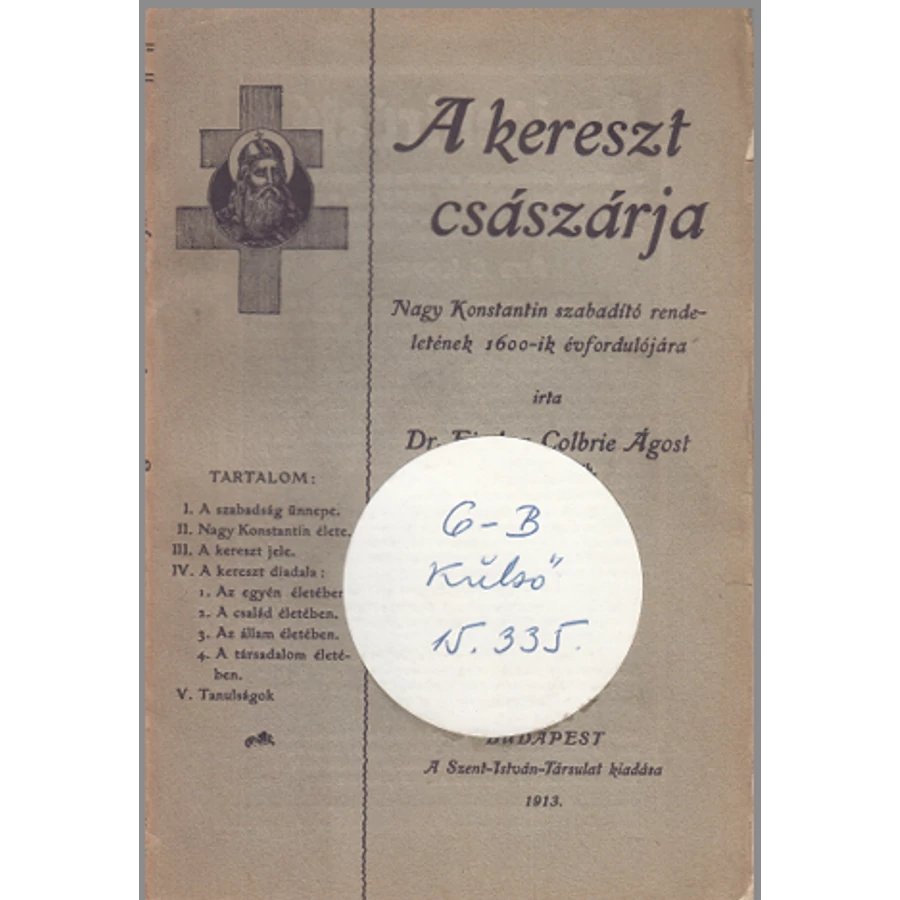 A kereszt
császárja
Nagy Konstantin szabadító rende-
letének 1600-ik évfordulójára
irta
Dr. Colbrie Ágost
TARTALOM:
I. A szabadság ünnepe.
II. Nagy Konstantin élete.
III. A kereszt jele.
IV. A kereszt diadala:
1. Az egyén életében
2. A család életében.
3. Az állam életében.
4. A társadalom életé-
ben.
V. Tanulságok
6-B
Külső
15.335.
BUDAPEST
A Szent-István-Társulat kiadása
1913.